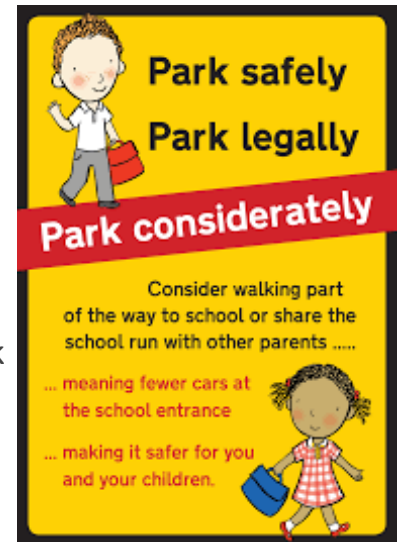 Park safely
Park legally
Park considerately
Consider walking part
of the way to school or share the
school run with other parents .....
... meaning fewer cars at
the school entrance
... making it safer for you
and your children.